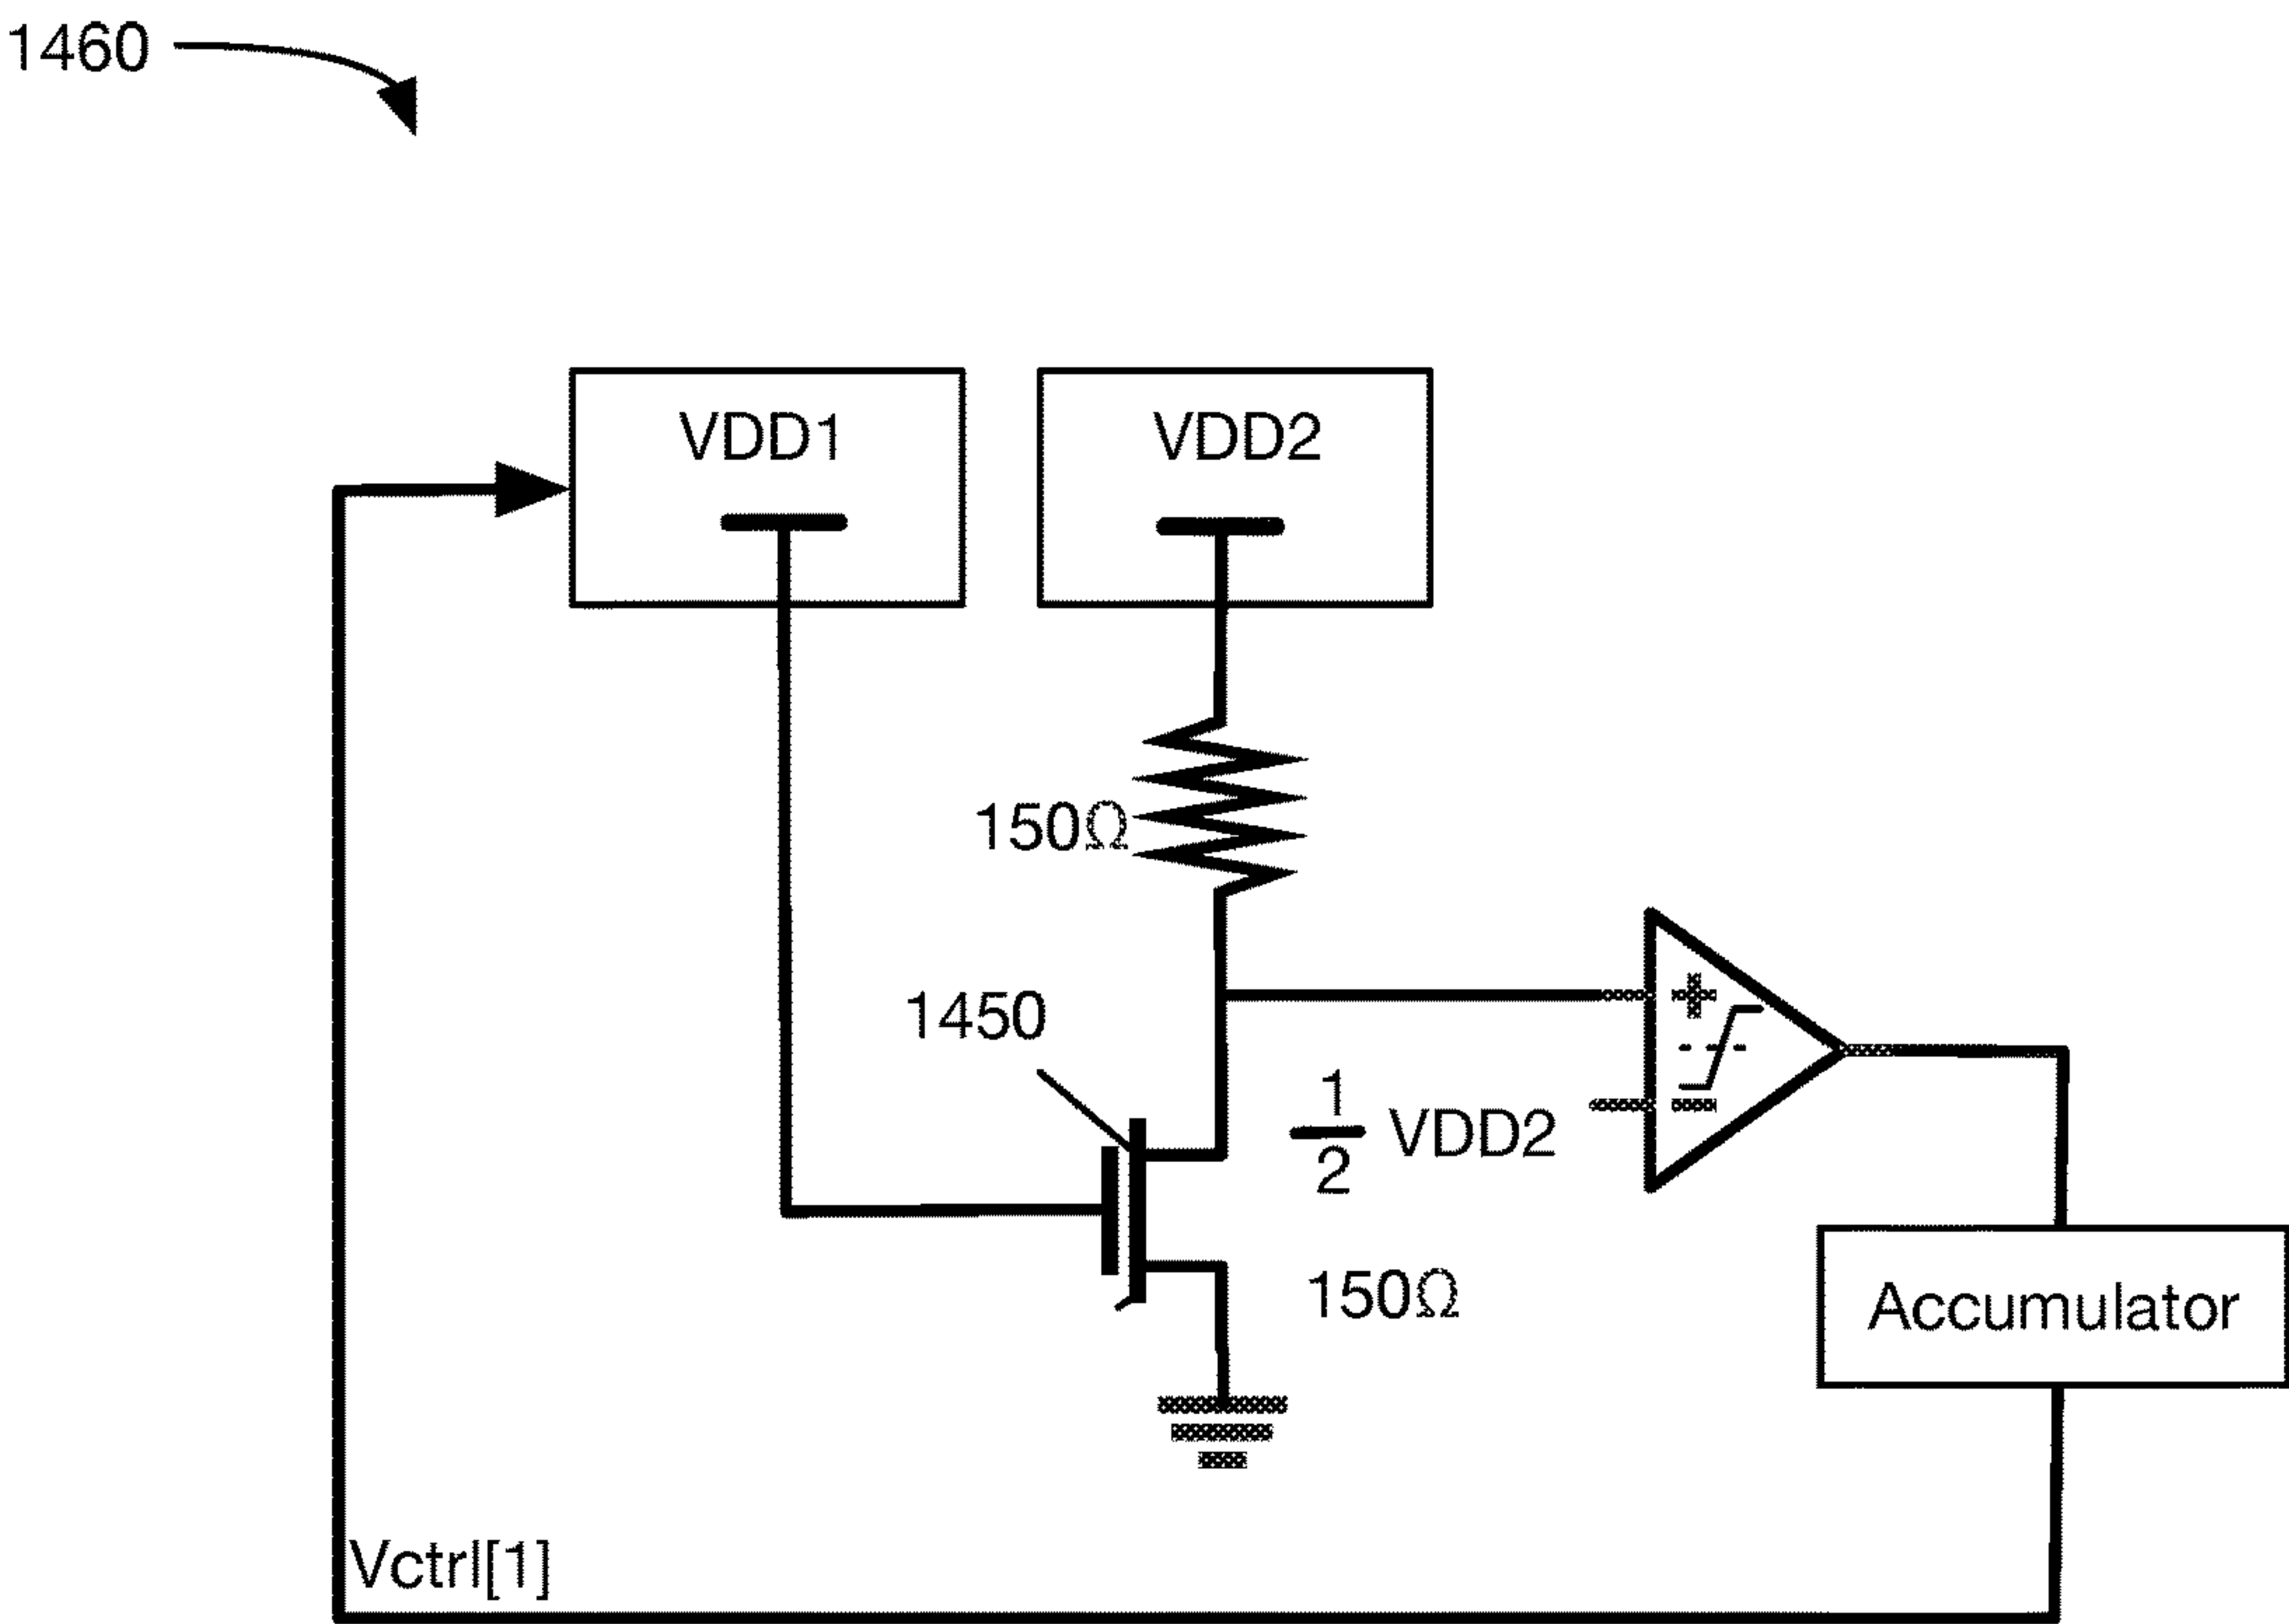 1460
VDD1
VDD2
150Ω
1450
1/2 VDD2
150Ω
Accumulator
Vctrl[1]